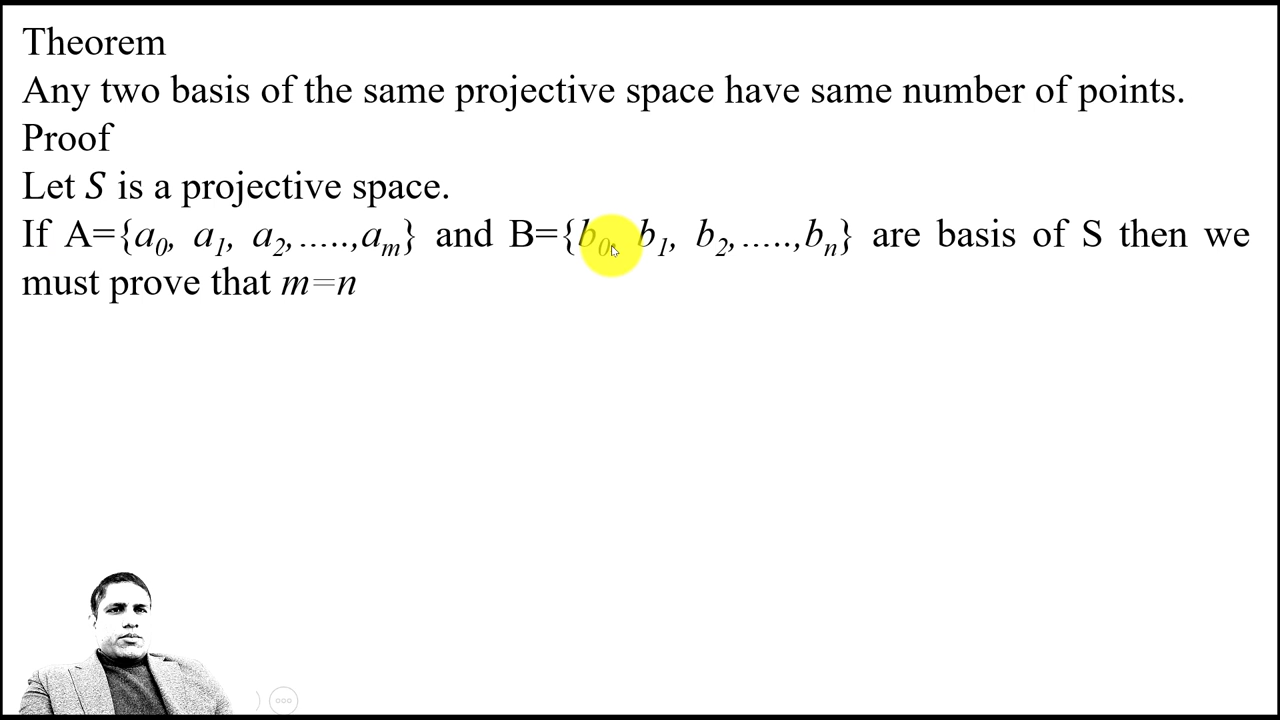 Theorem
Any two basis of the same projective space have same number of points.
Proof
Let S is a projective space.
If A={a₀, a₁, a₂,.....,aₘ} and B={b₀, b₁, b₂,.....,bₙ} are basis of S then we
must prove that m=n